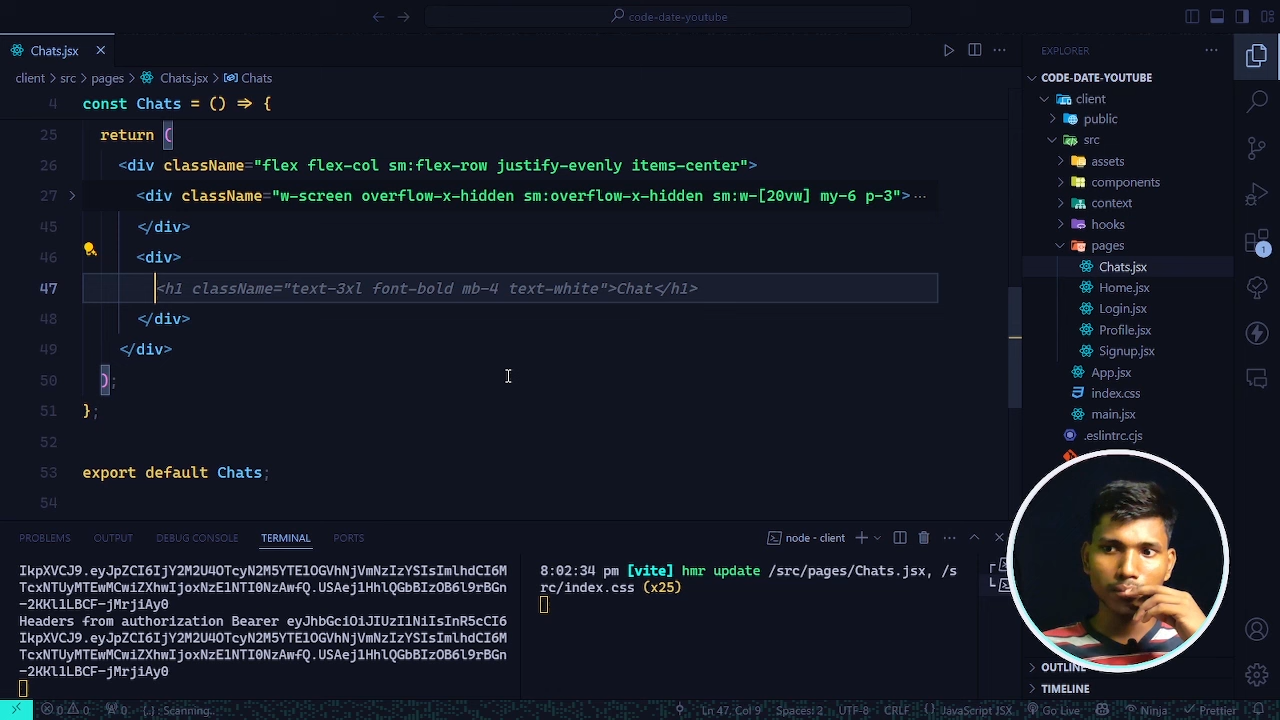 code-date-youtube
Chats.jsx
client > src > pages > Chats.jsx > Chats
4 const Chats = () => {
25 return (
26 <div className="flex flex-col sm:flex-row justify-evenly items-center">
27 <div className="w-screen overflow-x-hidden sm:overflow-x-hidden sm:w-[20vw] my-6 p-3">...
45 </div>
46 <div>
47 <h1 className="text-3xl font-bold mb-4 text-white">Chat</h1>
48 </div>
49 </div>
50 );
51 };
52
53 export default Chats;
54
PROBLEMS OUTPUT DEBUG CONSOLE TERMINAL PORTS
node - client
IkpXVCJ9.eyJpZCI6IjY2M2U4OTcyN2M5YTE1OGVhNjVmNzIzYSIsImlhdCI6M
TcxNTUyMTEwMCwiZXhwIjoxNzE1NTI0NzAwfQ.USAej1HhlQGbBIzOB6l9rBGn
-2KKl1LBCF-jMrjiAy0
Headers from authorization Bearer eyJhbGciOiJIUzI1NiIsInR5cCI6
IkpXVCJ9.eyJpZCI6IjY2M2U4OTcyN2M5YTE1OGVhNjVmNzIzYSIsImlhdCI6M
TcxNTUyMTEwMCwiZXhwIjoxNzE1NTI0NzAwfQ.USAej1HhlQGbBIzOB6l9rBGn
-2KKl1LBCF-jMrjiAy0
8:02:34 pm [vite] hmr update /src/pages/Chats.jsx, /s
rc/index.css (x25)
EXPLORER
CODE-DATE-YOUTUBE
client
public
src
assets
components
context
hooks
pages
Chats.jsx
Home.jsx
Login.jsx
Profile.jsx
Signup.jsx
App.jsx
index.css
main.jsx
.eslintrc.cjs
OUTLINE
TIMELINE
1
0 0 0 {..}: Scanning.. Ln 47, Col 9 Spaces: 2 UTF-8 CRLF {} JavaScript JSX Go Live Ninja Prettier